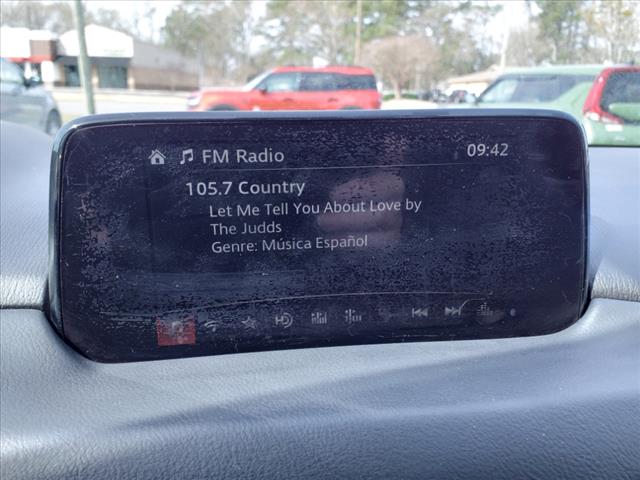 FM Radio
09:42
105.7 Country
Let Me Tell You About Love by
The Judds
Genre: Música Español
HD